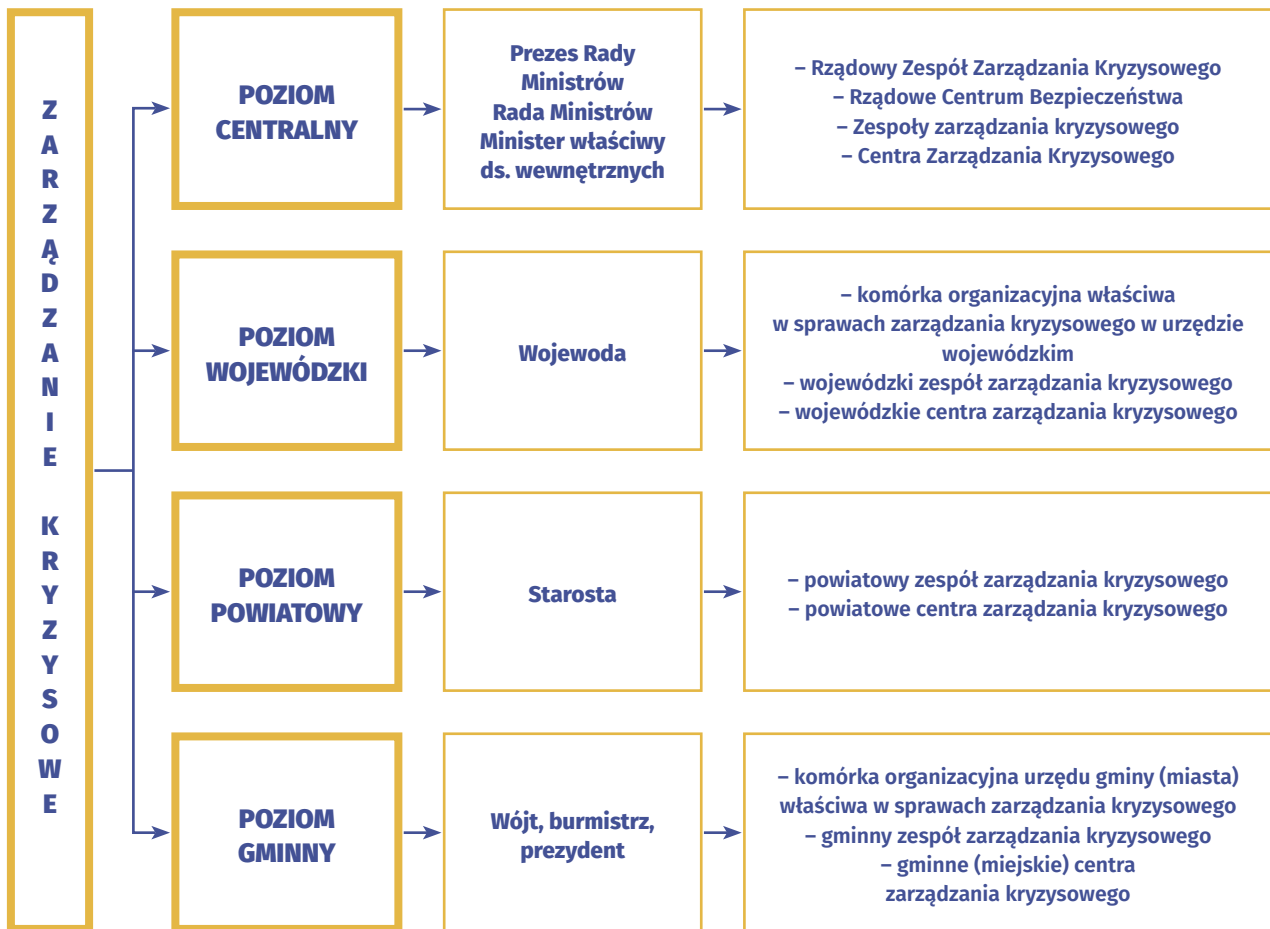 ZARZĄDZANIE KRYZYSOWE
POZIOM
CENTRALNY
Prezes Rady
Ministrów
Rada Ministrów
Minister właściwy
ds. wewnętrznych
– Rządowy Zespół Zarządzania Kryzysowego
– Rządowe Centrum Bezpieczeństwa
– Zespoły zarządzania kryzysowego
– Centra Zarządzania Kryzysowego
POZIOM
WOJEWÓDZKI
Wojewoda
– komórka organizacyjna właściwa
w sprawach zarządzania kryzysowego w urzędzie
wojewódzkim
– wojewódzki zespół zarządzania kryzysowego
– wojewódzkie centra zarządzania kryzysowego
POZIOM
POWIATOWY
Starosta
– powiatowy zespół zarządzania kryzysowego
– powiatowe centra zarządzania kryzysowego
POZIOM
GMINNY
Wójt, burmistrz,
prezydent
– komórka organizacyjna urzędu gminy (miasta)
właściwa w sprawach zarządzania kryzysowego
– gminny zespół zarządzania kryzysowego
– gminne (miejskie) centra
zarządzania kryzysowego